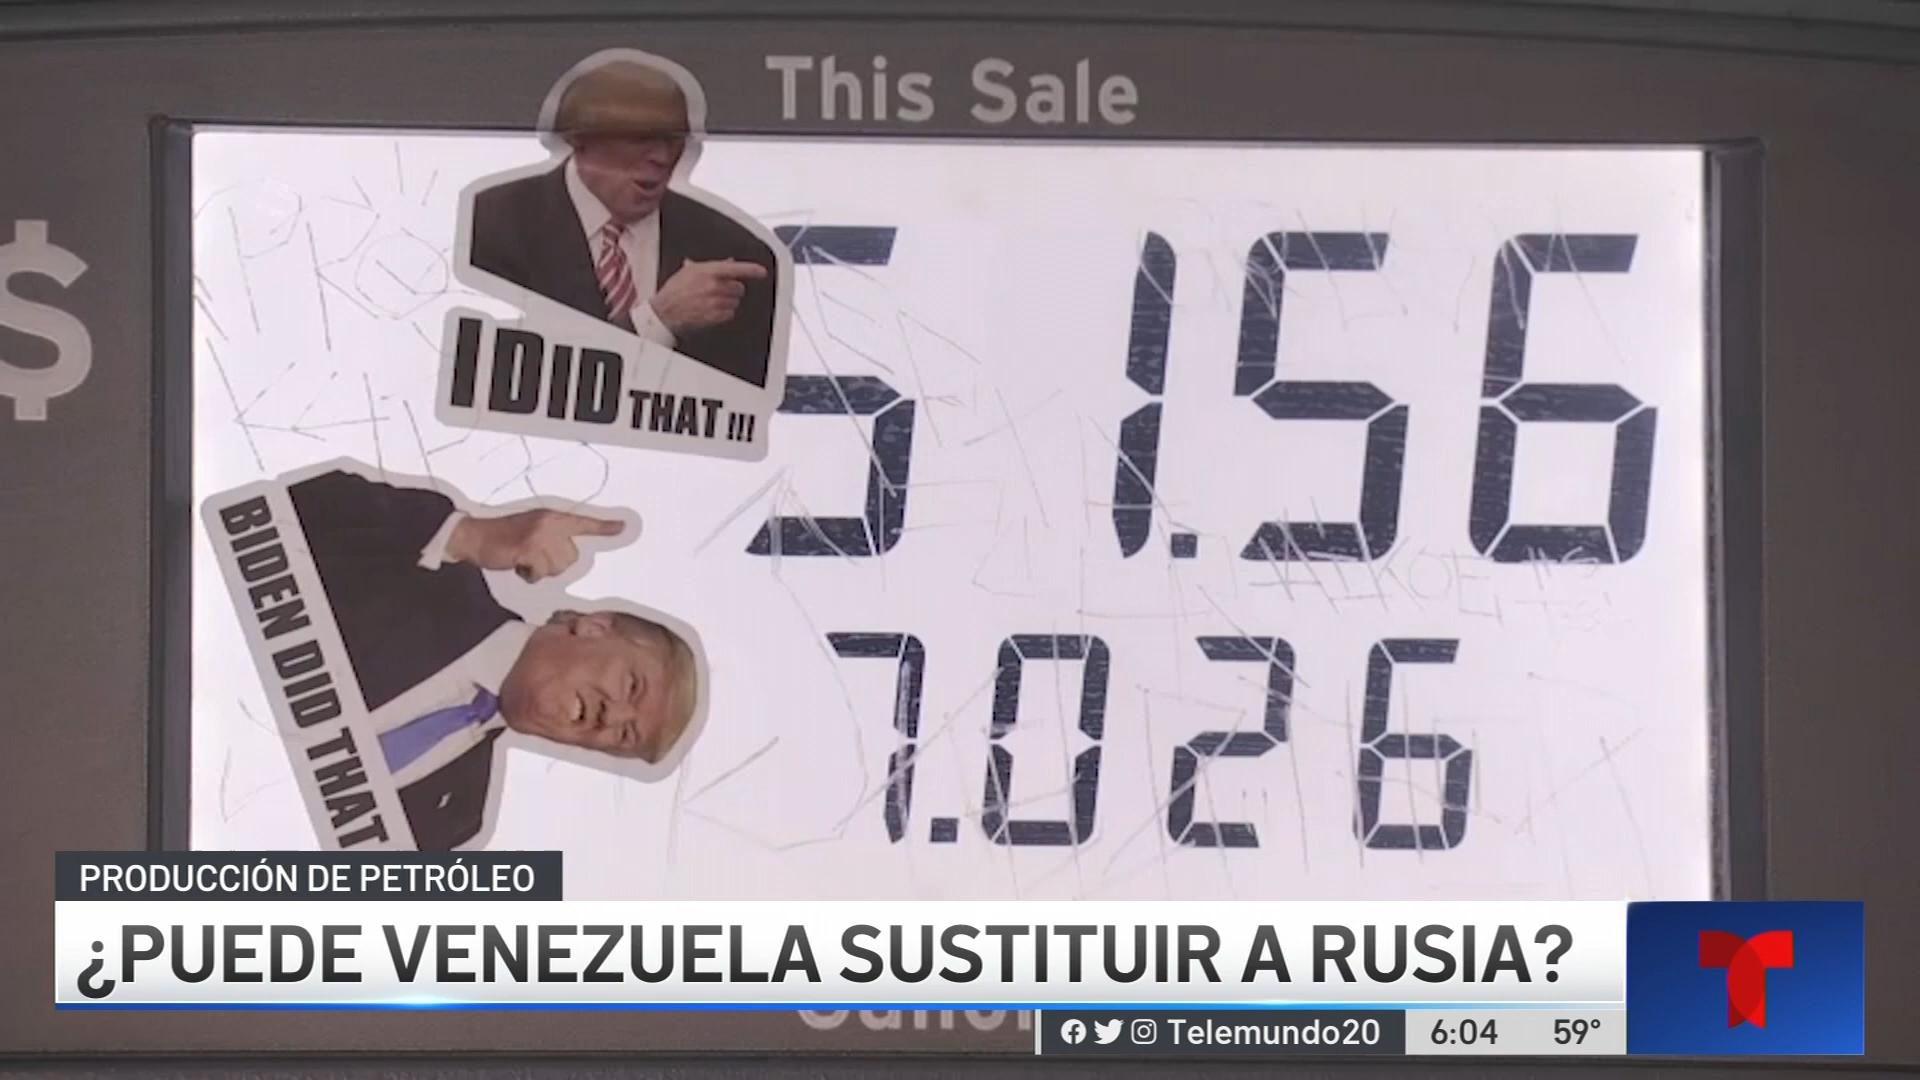 This Sale
$
51.56
I DID THAT!!!
BIDEN DID THAT
7.026
PRODUCCIÓN DE PETRÓLEO
¿PUEDE VENEZUELA SUSTITUIR A RUSIA?
Telemundo20
6:04
59°